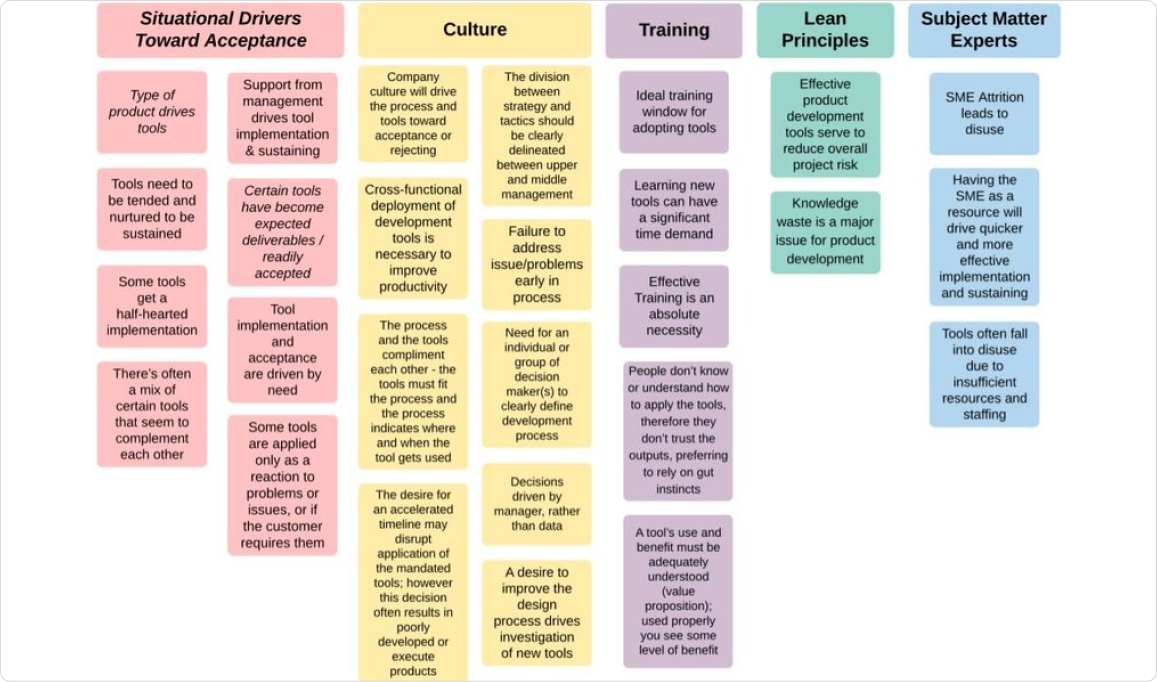 Situational Drivers
Toward Acceptance
Type of
product drives
tools
Tools need to
be tended and
nurtured to be
sustained
Some tools
get a
half-hearted
implementation
There's often
a mix of
certain tools
that seem to
complement
each other
Support from
management
drives tool
implementation
& sustaining
Certain tools
have become
expected
deliverables /
readily
accepted
Tool
implementation
and
acceptance
are driven by
need
Some tools
are applied
only as a
reaction to
problems or
issues, or if
the customer
requires them
Culture
Company
culture will drive
the process and
tools toward
acceptance or
rejecting
Cross-functional
deployment of
development
tools is
necessary to
improve
productivity
The process
and the tools
compliment
each other - the
tools must fit
the process and
the process
indicates where
and when the
tool gets used
The desire for
an accelerated
timeline may
disrupt
application of
the mandated
tools; however
this decision
often results in
poorly
developed or
execute
products
The division
between
strategy and
tactics should
be clearly
delineated
between upper
and middle
management
Failure to
address
issue/problems
early in
process
Need for an
individual or
group of
decision
maker(s) to
clearly define
development
process
Decisions
driven by
manager, rather
than data
A desire to
improve the
design
process drives
investigation
of new tools
Training
Ideal training
window for
adopting tools
Learning new
tools can have
a significant
time demand
Effective
Training is an
absolute
necessity
People don't know
or understand how
to apply the tools,
therefore they
don't trust the
outputs, preferring
to rely on gut
instincts
A tool's use and
benefit must be
adequately
understood
(value
proposition);
used properly
you see some
level of benefit
Lean
Principles
Effective
product
development
tools serve to
reduce overall
project risk
Knowledge
waste is a major
issue for product
development
Subject Matter
Experts
SME Attrition
leads to
disuse
Having the
SME as a
resource will
drive quicker
and more
effective
implementation
and sustaining
Tools often fall
into disuse
due to
insufficient
resources and
staffing